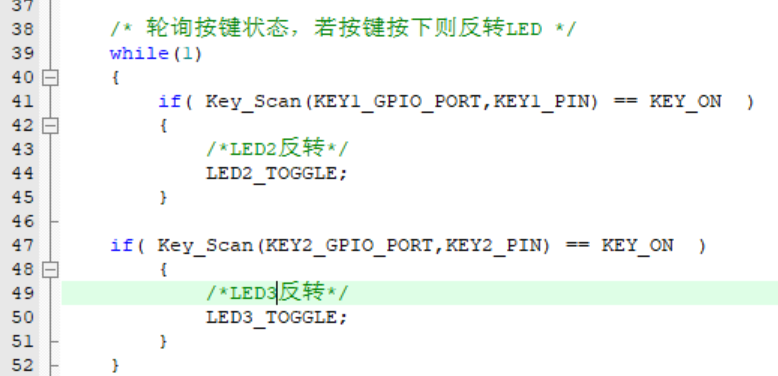 37
38 /* 轮询按键状态，若按键按下则反转LED */
39 while(1)
40 {
41 if( Key_Scan(KEY1_GPIO_PORT,KEY1_PIN) == KEY_ON  )
42 {
43 /*LED2反转*/
44 LED2_TOGGLE;
45 }
46
47 if( Key_Scan(KEY2_GPIO_PORT,KEY2_PIN) == KEY_ON  )
48 {
49 /*LED3反转*/
50 LED3_TOGGLE;
51 }
52 }